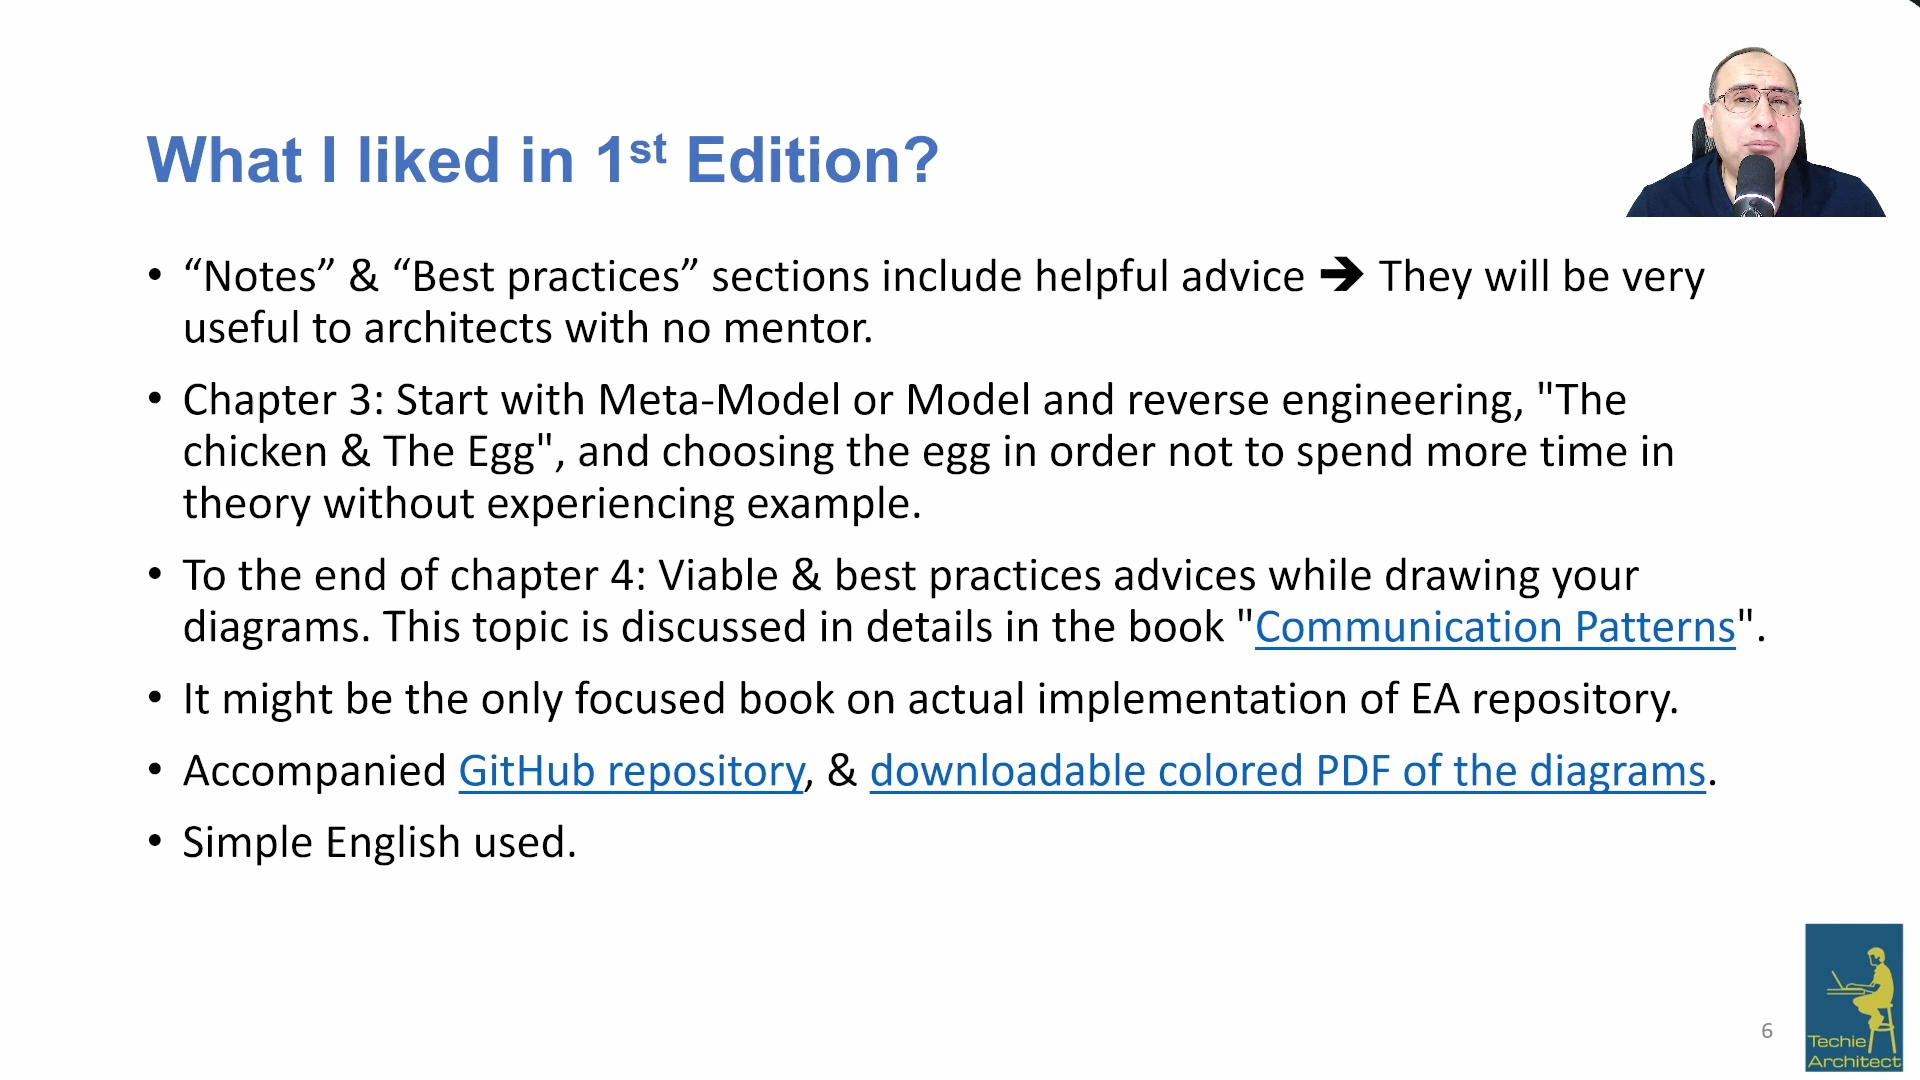 What I liked in 1st Edition?
• “Notes” & “Best practices” sections include helpful advice 🡺 They will be very
useful to architects with no mentor.
• Chapter 3: Start with Meta-Model or Model and reverse engineering, "The
chicken & The Egg", and choosing the egg in order not to spend more time in
theory without experiencing example.
• To the end of chapter 4: Viable & best practices advices while drawing your
diagrams. This topic is discussed in details in the book "Communication Patterns".
• It might be the only focused book on actual implementation of EA repository.
• Accompanied GitHub repository, & downloadable colored PDF of the diagrams.
• Simple English used.
6
Techie
Architect